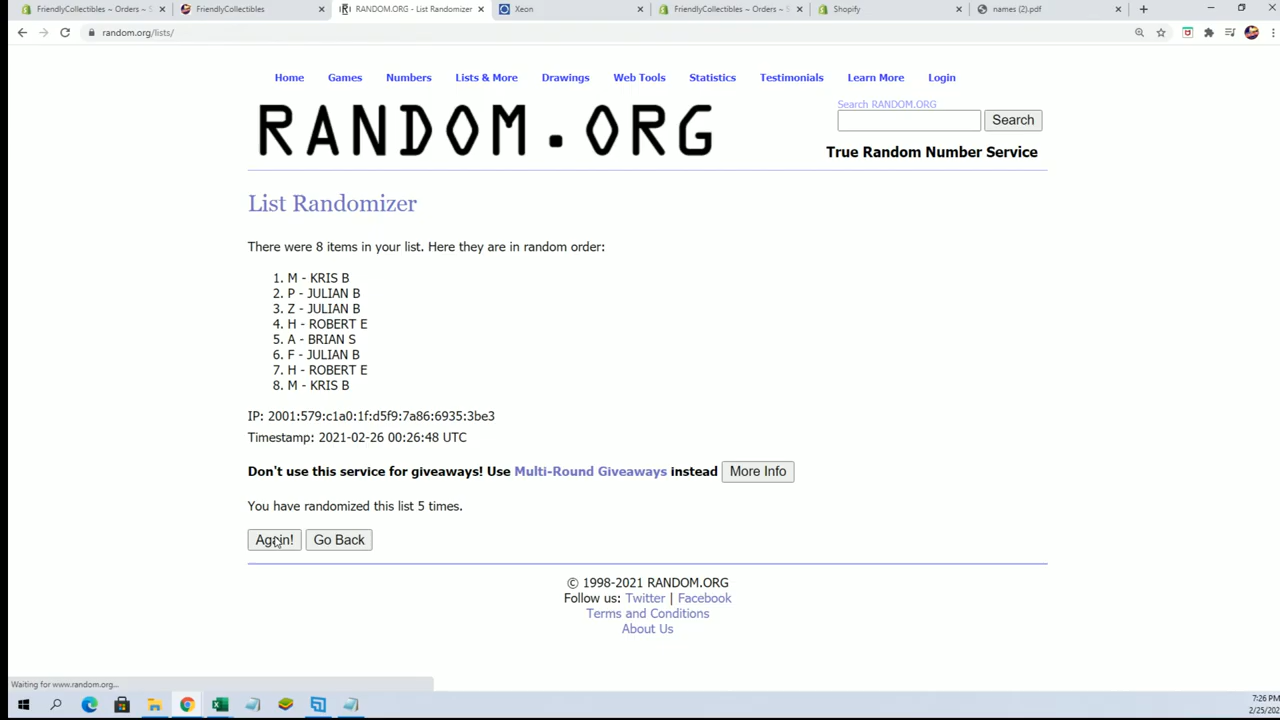 FriendlyCollectibles ~ Orders ~ S
FriendlyCollectibles
RANDOM.ORG - List Randomizer
Xeon
FriendlyCollectibles ~ Orders ~ S
Shopify
names (2).pdf
random.org/lists/
Home Games Numbers Lists & More Drawings Web Tools Statistics Testimonials Learn More Login
RANDOM.ORG
Search RANDOM.ORG
Search
True Random Number Service
List Randomizer
There were 8 items in your list. Here they are in random order:
1. M - KRIS B
2. P - JULIAN B
3. Z - JULIAN B
4. H - ROBERT E
5. A - BRIAN S
6. F - JULIAN B
7. H - ROBERT E
8. M - KRIS B
IP: 2001:579:c1a0:1f:d5f9:7a86:6935:3be3
Timestamp: 2021-02-26 00:26:48 UTC
Don't use this service for giveaways! Use Multi-Round Giveaways instead More Info
You have randomized this list 5 times.
Again! Go Back
© 1998-2021 RANDOM.ORG
Follow us: Twitter | Facebook
Terms and Conditions
About Us
Waiting for www.random.org...
7:26 PM
2/25/202